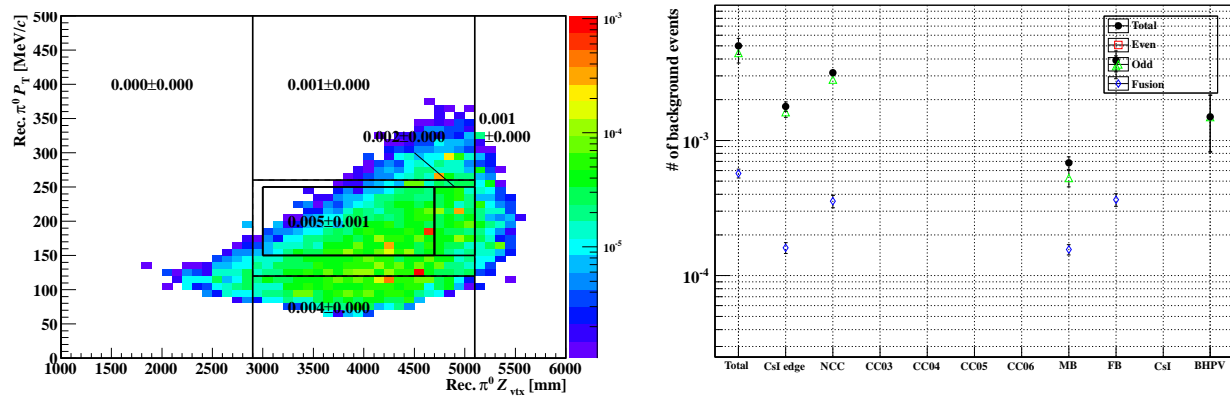 Rec. π⁰ P_T [MeV/c]
500
450
400
350
300
250
200
150
100
50
0
0.000±0.000
0.001±0.000
0.001
±0.000
0.002±0.000
0.005±0.001
0.004±0.000
1000 1500 2000 2500 3000 3500 4000 4500 5000 5500 6000
Rec. π⁰ Z_vtx [mm]
10⁻³
10⁻⁴
10⁻⁵
# of background events
10⁻³
10⁻⁴
Total
Even
Odd
Fusion
Total CsI edge NCC CC03 CC04 CC05 CC06 MB FB CsI BHPV